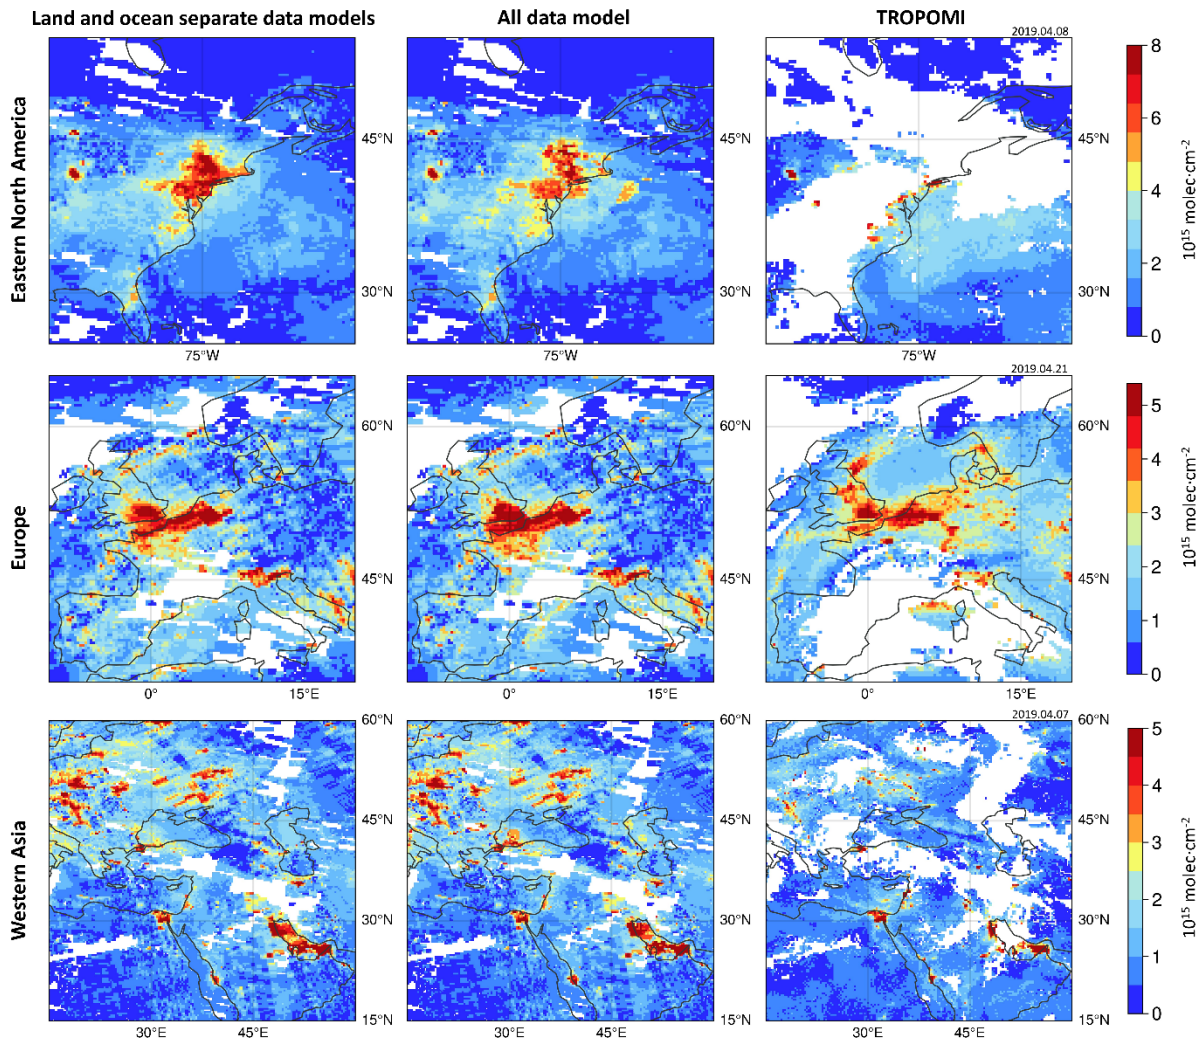 Land and ocean separate data models
All data model
TROPOMI
2019.04.08
Eastern North America
45°N
45°N
30°N
30°N
75°W
75°W
75°W
8
6
4
2
0
10¹⁵ molec·cm⁻²
2019.04.21
Europe
60°N
60°N
45°N
45°N
0°
15°E
0°
15°E
0°
15°E
5
4
3
2
1
0
10¹⁵ molec·cm⁻²
2019.04.07
Western Asia
60°N
60°N
45°N
45°N
30°N
30°N
15°N
15°N
30°E
45°E
30°E
45°E
30°E
45°E
5
4
3
2
1
0
10¹⁵ molec·cm⁻²